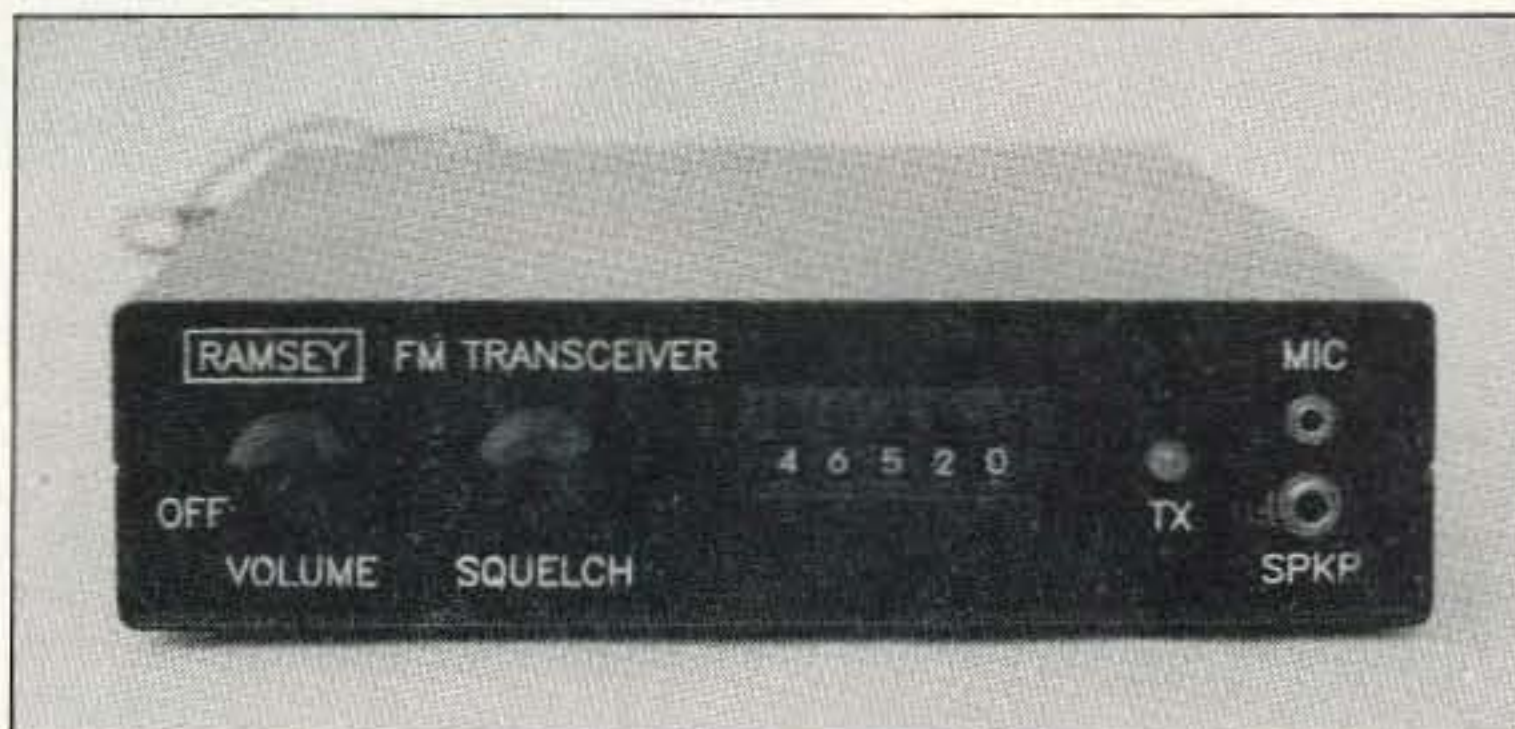 RAMSEY FM TRANSCEIVER
MIC
4 6 5 2 0
OFF
TX
VOLUME SQUELCH
SPKR